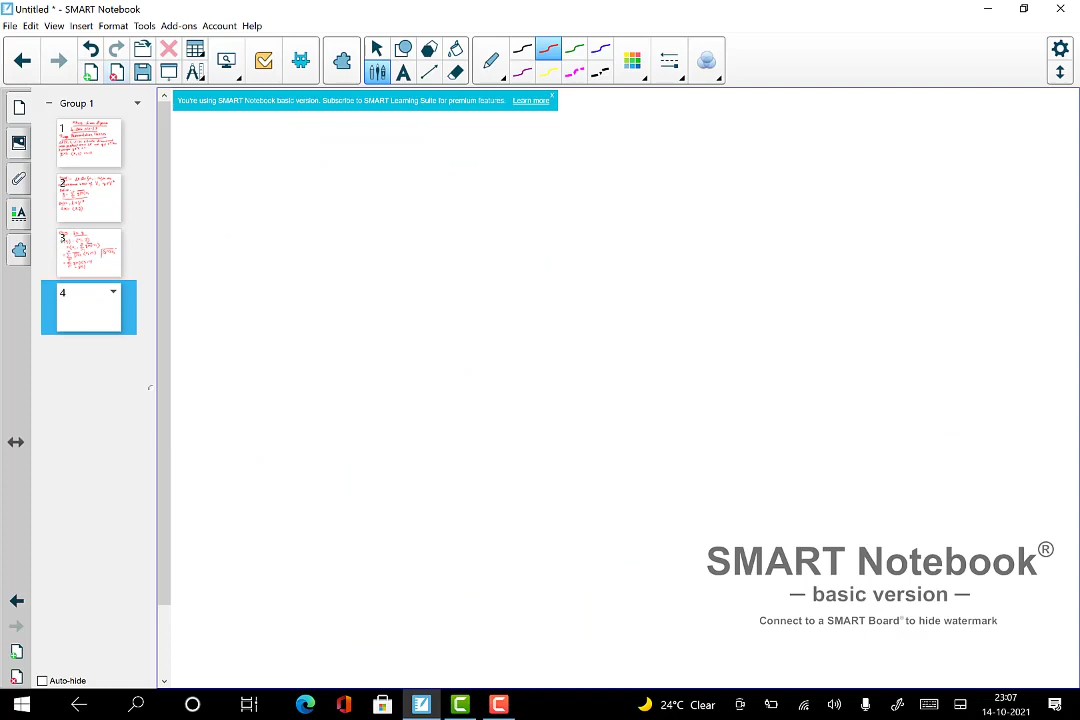 Untitled * - SMART Notebook
File Edit View Insert Format Tools Add-ons Account Help
You're using SMART Notebook basic version. Subscribe to SMART Learning Suite for premium features. Learn more x
Group 1
1
2
3
4
SMART Notebook®
— basic version —
Connect to a SMART Board® to hide watermark
Auto-hide
24°C Clear
23:07
14-10-2021